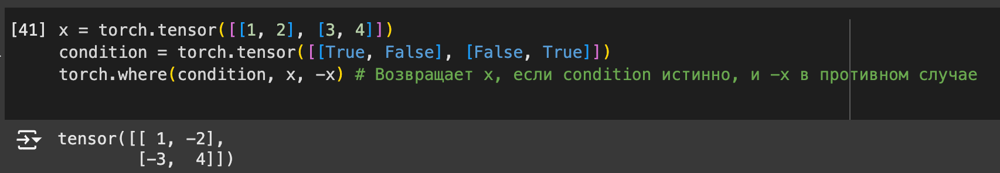 [41] x = torch.tensor([[1, 2], [3, 4]])
condition = torch.tensor([[True, False], [False, True]])
torch.where(condition, x, -x) # Возвращает x, если condition истинно, и -x в противном случае
tensor([[ 1, -2],
        [-3,  4]])